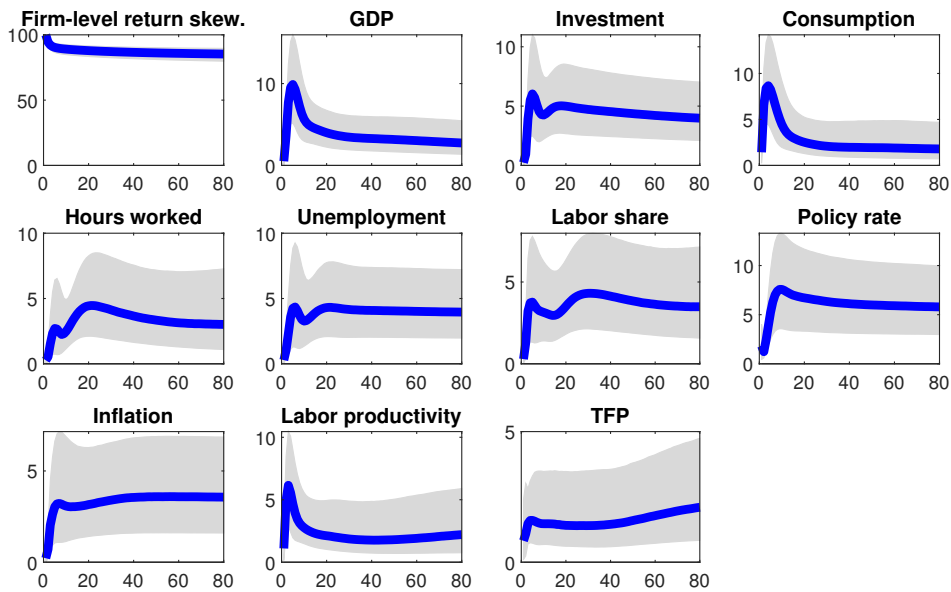 Firm-level return skew. GDP Investment Consumption
100 50 0
10 5 0
10 5 0
10 5 0
0 20 40 60 80 0 20 40 60 80 0 20 40 60 80 0 20 40 60 80
Hours worked Unemployment Labor share Policy rate
10 5 0
10 5 0
5 0
10 5 0
0 20 40 60 80 0 20 40 60 80 0 20 40 60 80 0 20 40 60 80
Inflation Labor productivity TFP
5 0
10 5 0
5 0
0 20 40 60 80 0 20 40 60 80 0 20 40 60 80